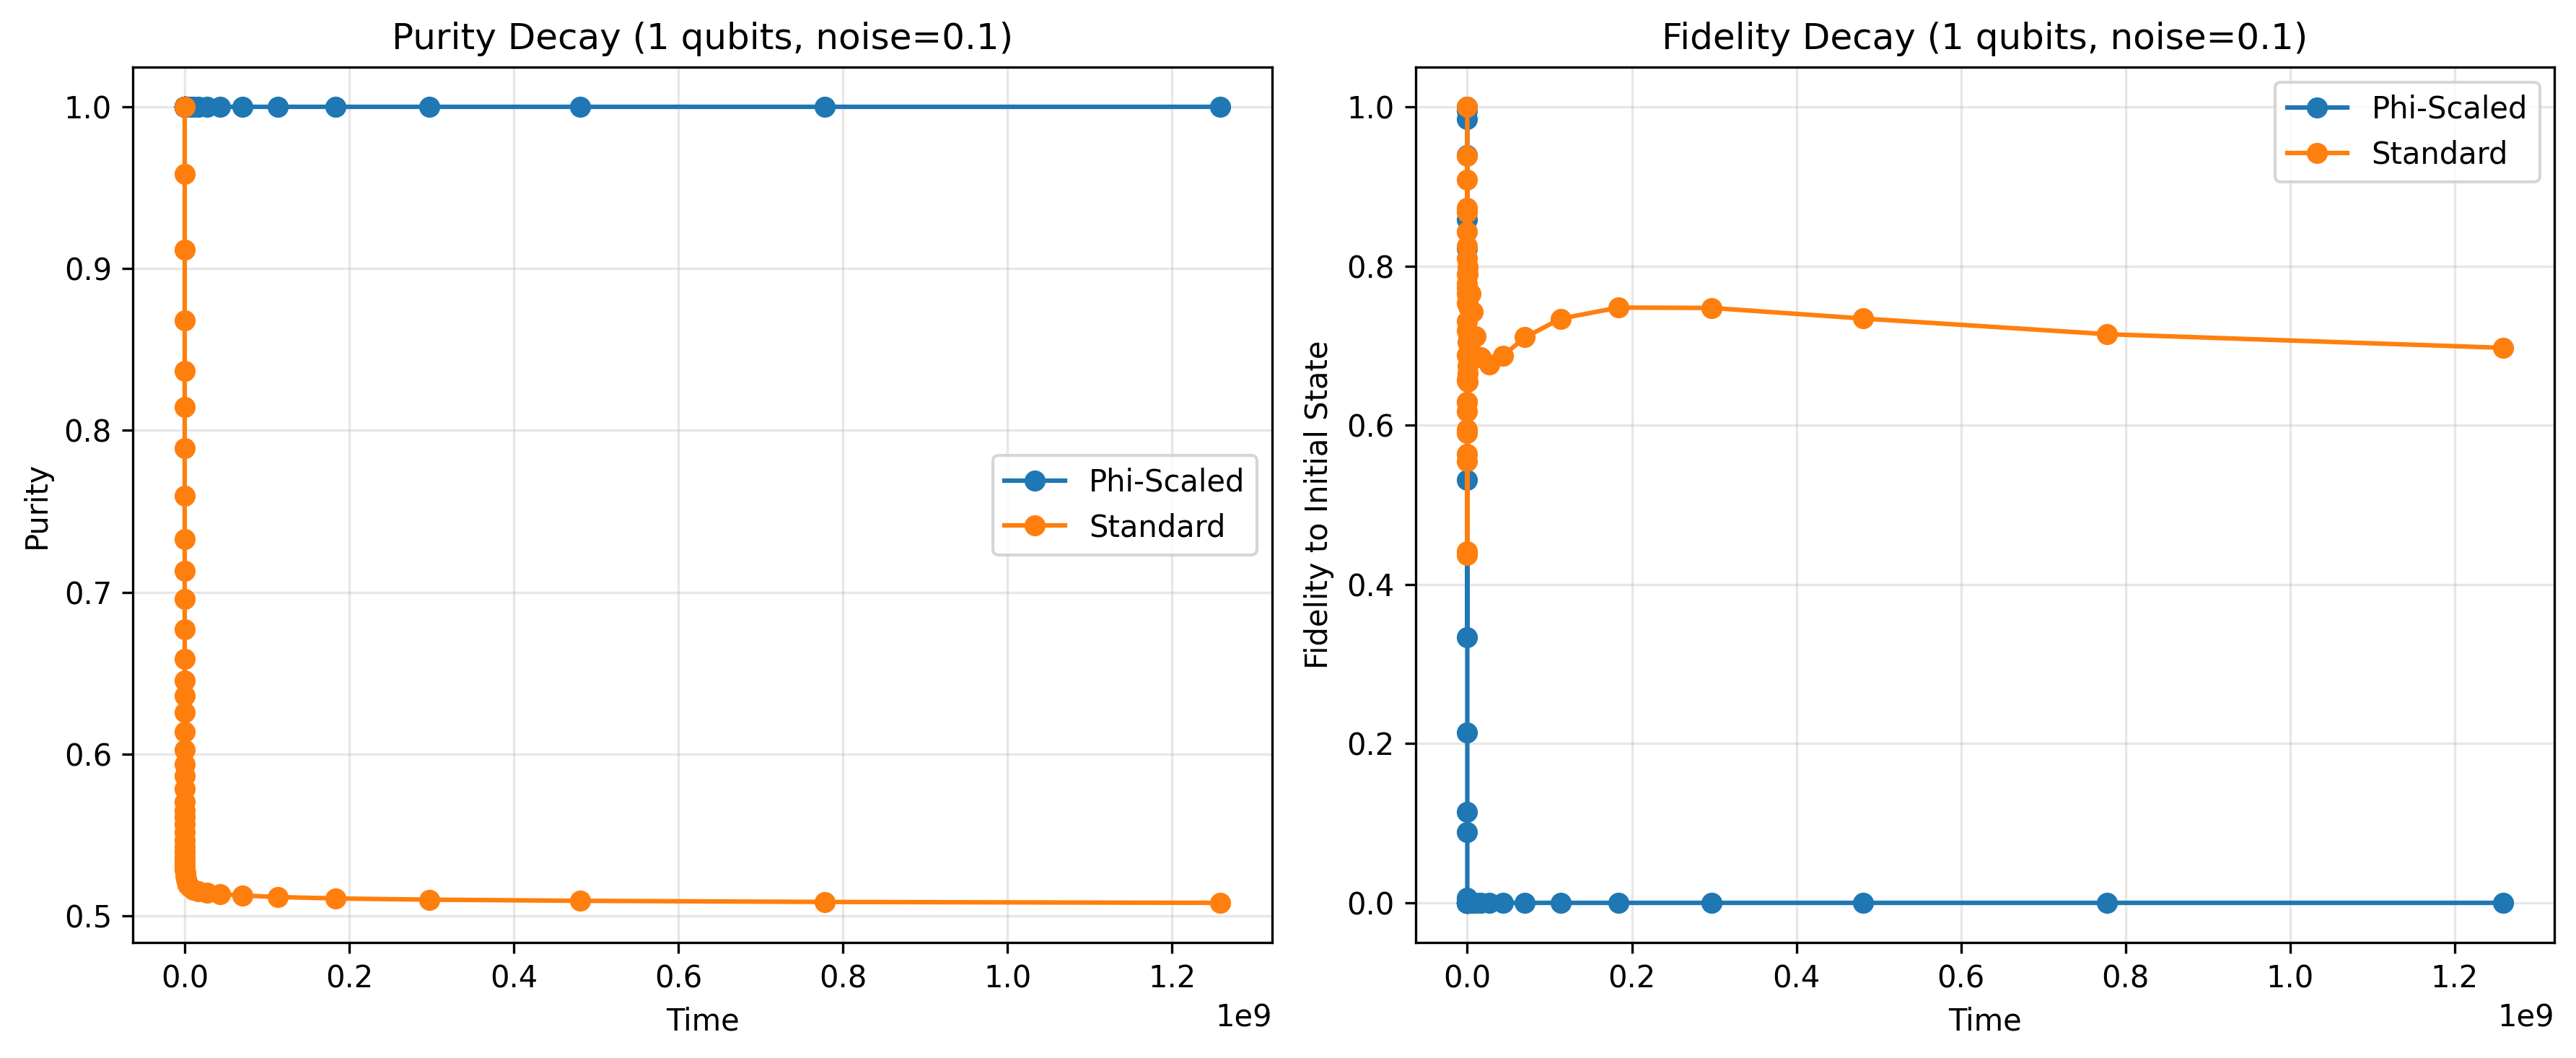 Purity Decay (1 qubits, noise=0.1)
Purity
1.0
0.9
0.8
0.7
0.6
0.5
Phi-Scaled
Standard
0.0 0.2 0.4 0.6 0.8 1.0 1.2
1e9
Time
Fidelity Decay (1 qubits, noise=0.1)
Fidelity to Initial State
1.0
0.8
0.6
0.4
0.2
0.0
Phi-Scaled
Standard
0.0 0.2 0.4 0.6 0.8 1.0 1.2
1e9
Time